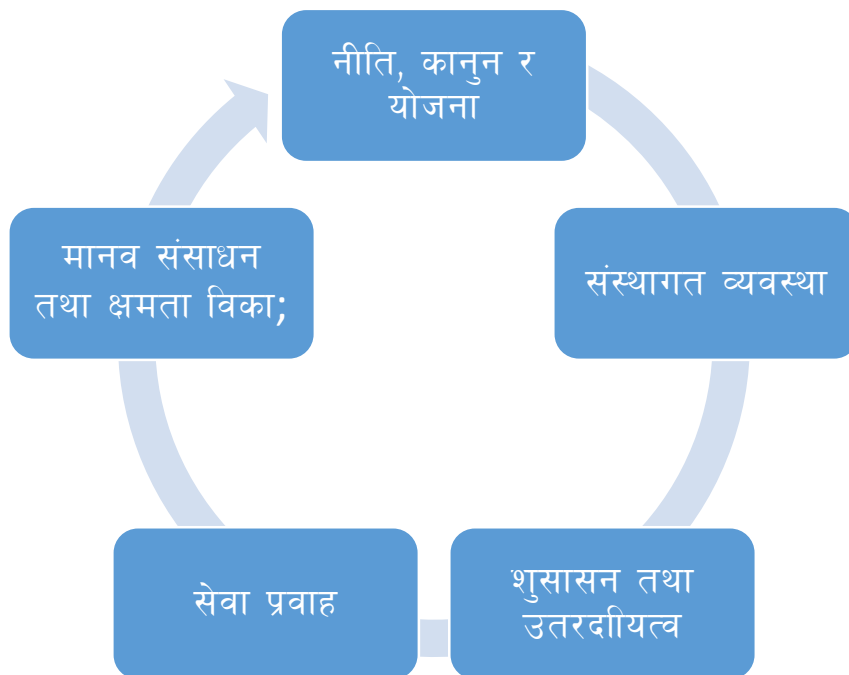 नीति, कानुन र
योजना
संस्थागत व्यवस्था
शुसासन तथा
उतरदाीयित्व
सेवा प्रवाह
मानव संसाधन
तथा क्षमता विका;